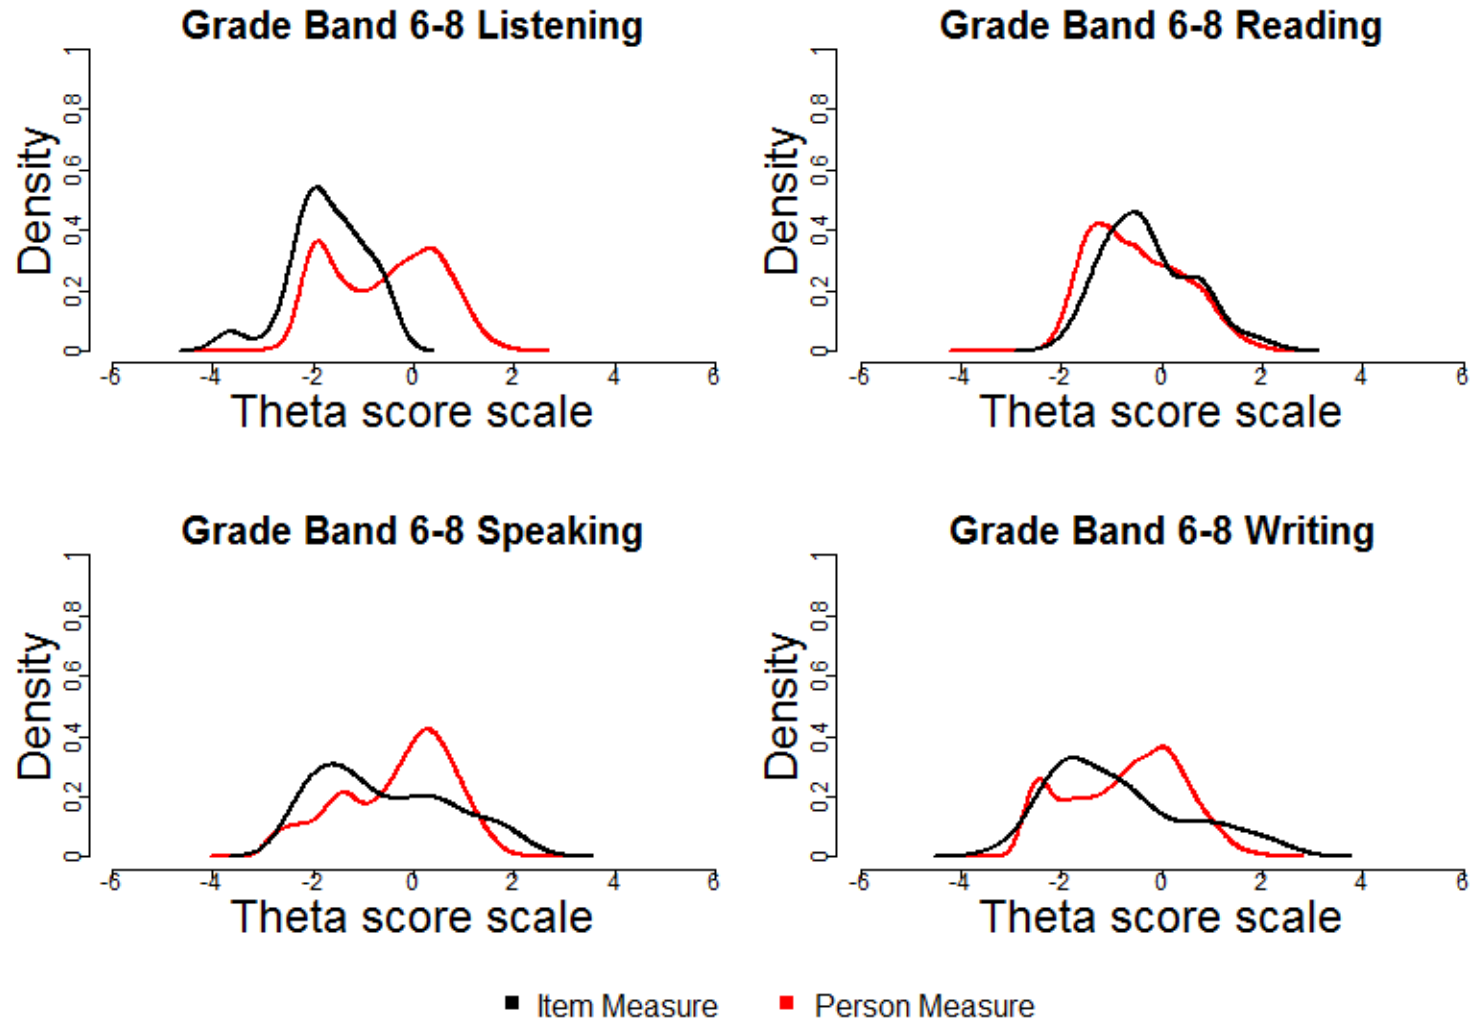 Grade Band 6-8 Listening
Density
0 0.2 0.4 0.6 0.8 1
-6 -4 -2 0 2 4 6
Theta score scale
Grade Band 6-8 Reading
Density
0 0.2 0.4 0.6 0.8 1
-6 -4 -2 0 2 4 6
Theta score scale
Grade Band 6-8 Speaking
Density
0 0.2 0.4 0.6 0.8 1
-6 -4 -2 0 2 4 6
Theta score scale
Grade Band 6-8 Writing
Density
0 0.2 0.4 0.6 0.8 1
-6 -4 -2 0 2 4 6
Theta score scale
Item Measure
Person Measure